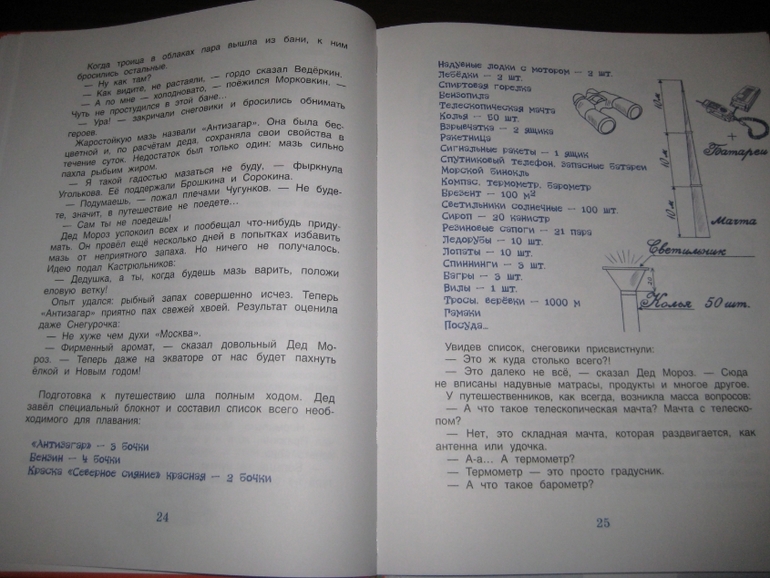 Когда троица в облаках пара вышла из бани, к ним
бросились остальные.
— Ну как там?
— Как видите, не растаяли, — гордо сказал Ведёркин.
— А по мне — холодновато, — поёжился Морковкин. —
Чуть не простудился в этой бане...
— Ура! — закричали снеговики и бросились обнимать
героев.
Жаростойкую мазь назвали «Антизагар». Она была бес-
цветной и, по расчётам деда, сохраняла свои свойства в
течение суток. Недостаток был только один: мазь сильно
пахла рыбьим жиром.
— Я такой гадостью мазаться не буду, — фыркнула
Уголькова. Её поддержали Брошкина и Сорокина.
— Подумаешь, — пожал плечами Чугунков. — Не буде-
те, значит, в путешествие не поедете...
— Сам ты не поедешь!
Дед Мороз успокоил всех и пообещал что-нибудь приду-
мать. Он провёл ещё несколько дней в попытках избавить
мазь от неприятного запаха. Но ничего не получалось.
Идею подал Кастрюльников:
— Дедушка, а ты, когда будешь мазь варить, положи
еловую ветку!
Опыт удался: рыбный запах совершенно исчез. Теперь
«Антизагар» приятно пах свежей хвоей. Результат оценила
даже Снегурочка:
— Не хуже чем духи «Москва».
— Фирменный аромат, — сказал довольный Дед Мо-
роз. — Теперь даже на экваторе от нас будет пахнуть
ёлкой и Новым годом!
Подготовка к путешествию шла полным ходом. Дед
завёл специальный блокнот и составил список всего необ-
ходимого для плавания:
«Антизагар» — 3 бочки
Бензин — 4 бочки
Краска «Северное сияние» красная — 2 бочки
24
Надувные лодки с мотором — 2 шт.
Лебёдки — 2 шт.
Спиртовая горелка
Бензопила
Телескопическая мачта
Колья — 50 шт.
Взрывчатка — 2 ящика
Ракетница
Сигнальные ракеты — 1 ящик
Спутниковый телефон, запасные батареи
Морской бинокль
Компас, термометр, барометр
Брезент — 100 м²
Светильники солнечные — 100 шт.
Сироп — 20 канистр
Резиновые сапоги — 21 пара
Ледорубы — 10 шт.
Лопаты — 10 шт.
Спиннинги — 3 шт.
Багры — 3 шт.
Вилы — 1 шт.
Тросы, верёвки — 1000 м
Гамаки
Посуда...
10 м
10 м
10 м
+
Батареи
Мачта
Светильник
20
Колья 50 шт.
Увидев список, снеговики присвистнули:
— Это ж куда столько всего?!
— Это далеко не всё, — сказал Дед Мороз. — Сюда
не вписаны надувные матрасы, продукты и многое другое.
У путешественников, как всегда, возникла масса вопросов:
— А что такое телескопическая мачта? Мачта с телеско-
пом?
— Нет, это складная мачта, которая раздвигается, как
антенна или удочка.
— А-а... А термометр?
— Термометр — это просто градусник.
— А что такое барометр?
25